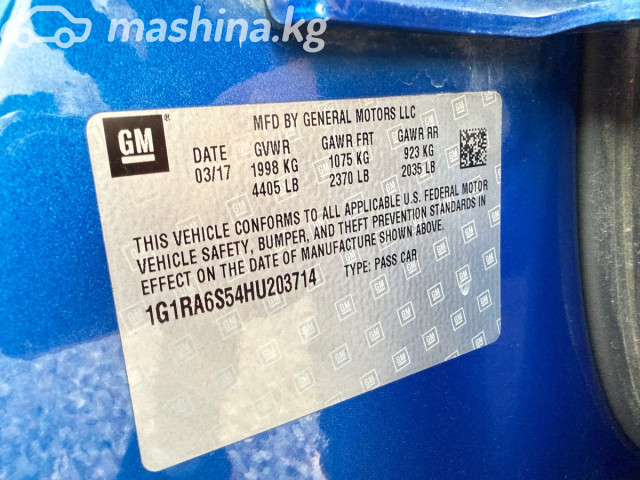 mashina.kg
GM
®
MFD BY GENERAL MOTORS LLC
DATE GVWR GAWR FRT GAWR RR
03/17 1998 KG 1075 KG 923 KG
4405 LB 2370 LB 2035 LB
THIS VEHICLE CONFORMS TO ALL APPLICABLE U.S. FEDERAL MOTOR
VEHICLE SAFETY, BUMPER, AND THEFT PREVENTION STANDARDS IN
EFFECT ON THE DATE OF MANUFACTURE SHOWN ABOVE.
1G1RA6S54HU203714 TYPE: PASS CAR